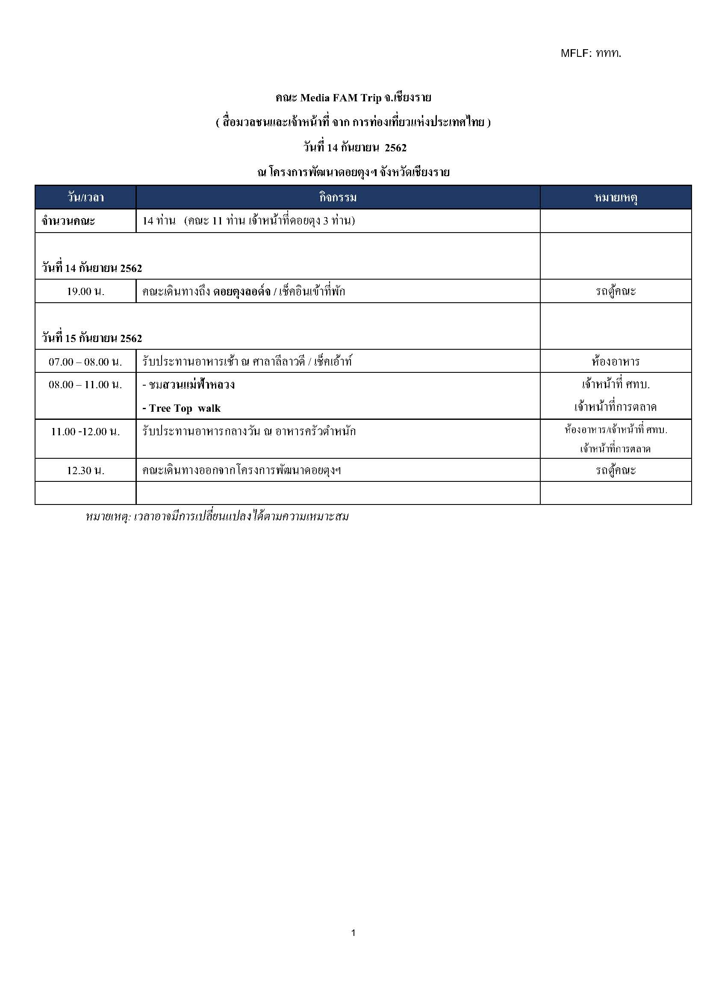 MFLF: ททท.
คณะ Media FAM Trip จ.เชียงราย
( สื่อมวลชนและเจ้าหน้าที่ จาก การท่องเที่ยวแห่งประเทศไทย )
วันที่ 14 กันยายน 2562
ณ โครงการพัฒนาดอยตุงฯ จังหวัดเชียงราย
วัน/เวลา กิจกรรม หมายเหตุ
จำนวนคณะ 14 ท่าน (คณะ 11 ท่าน เจ้าหน้าที่ดอยตุง 3 ท่าน)
วันที่ 14 กันยายน 2562
19.00 น. คณะเดินทางถึง ดอยตุงลอด์จ / เช็คอินเข้าที่พัก รถตู้คณะ
วันที่ 15 กันยายน 2562
07.00 – 08.00 น. รับประทานอาหารเช้า ณ ศาลาลีลาวดี / เช็คเอ้าท์ ห้องอาหาร
08.00 – 11.00 น. - ชมสวนแม่ฟ้าหลวง เจ้าหน้าที่ ศทบ.
- Tree Top walk เจ้าหน้าที่การตลาด
11.00 -12.00 น. รับประทานอาหารกลางวัน ณ อาหารครัวตำหนัก ห้องอาหาร/เจ้าหน้าที่ ศทบ.
เจ้าหน้าที่การตลาด
12.30 น. คณะเดินทางออกจากโครงการพัฒนาดอยตุงฯ รถตู้คณะ
หมายเหตุ: เวลาอาจมีการเปลี่ยนแปลงได้ตามความเหมาะสม
1